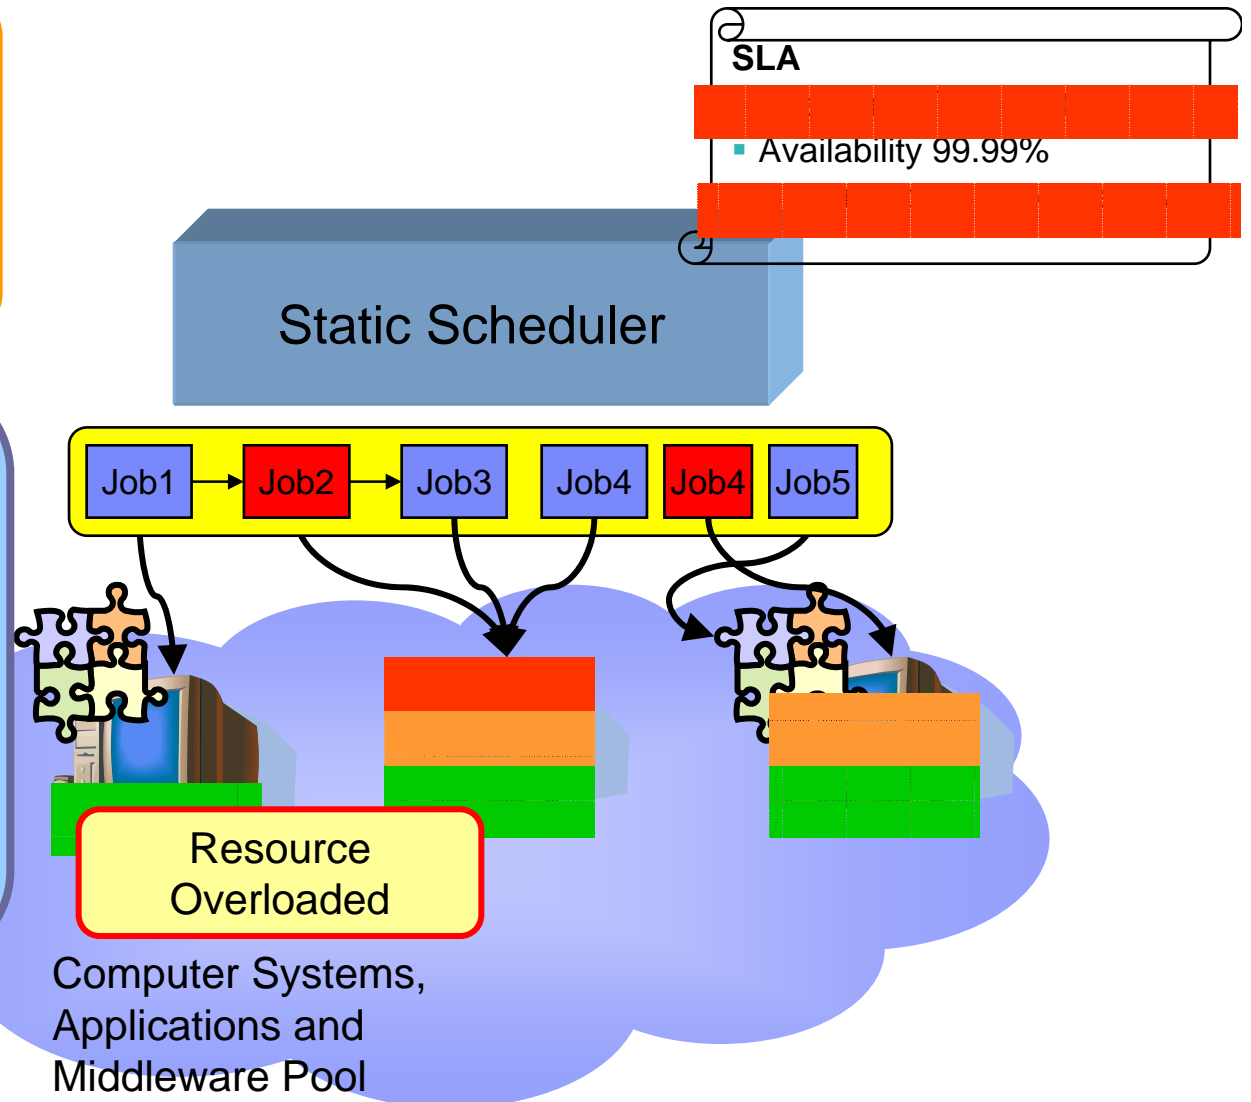 SLA
Availability 99.99%
Static Scheduler
Job1
Job2
Job3
Job4
Job4
Job5
Resource
Overloaded
Computer Systems,
Applications and
Middleware Pool